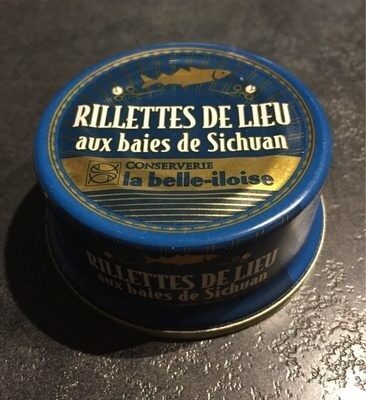 RILLETTES DE LIEU
aux baies de Sichuan
CONSERVERIE
la belle-iloise
RILLETTES DE LIEU
aux baies de Sichuan